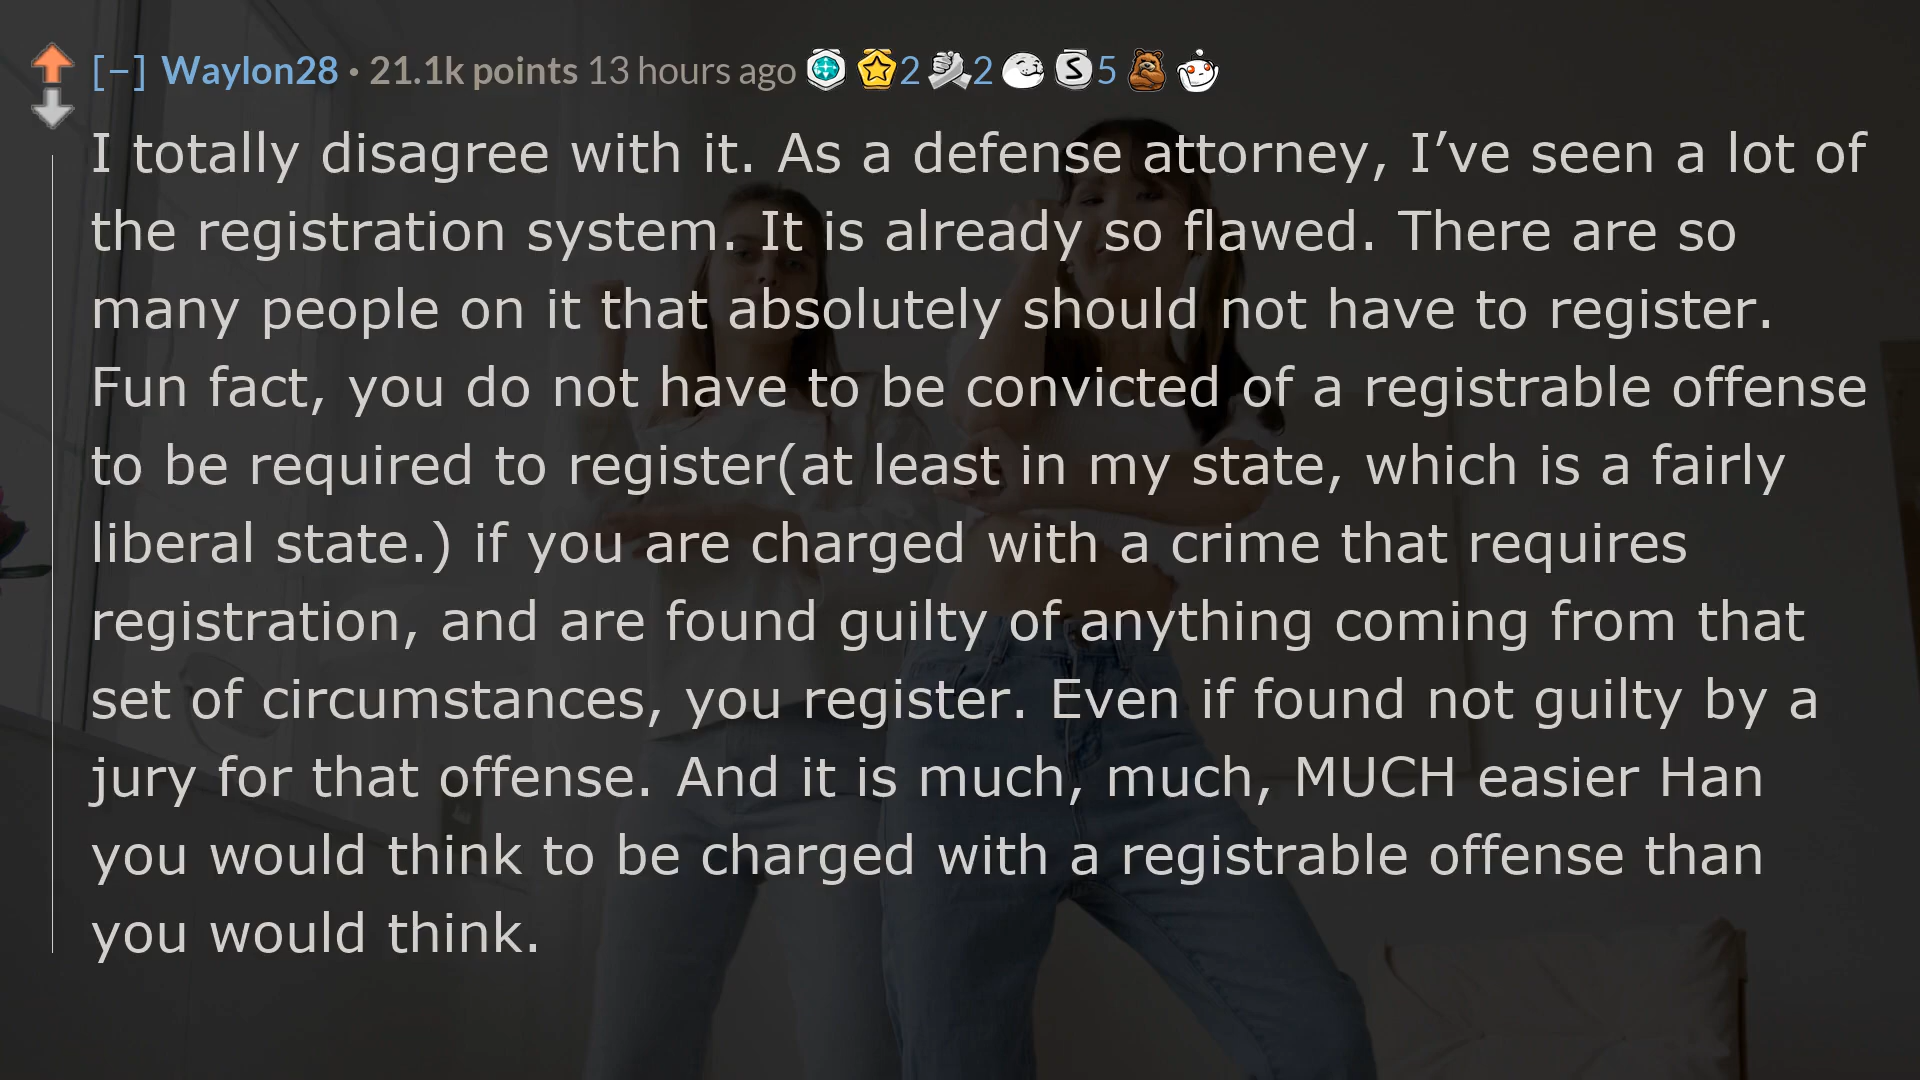 [−] Waylon28 • 21.1k points 13 hours ago 2 2 S 5
I totally disagree with it. As a defense attorney, I’ve seen a lot of
the registration system. It is already so flawed. There are so
many people on it that absolutely should not have to register.
Fun fact, you do not have to be convicted of a registrable offense
to be required to register(at least in my state, which is a fairly
liberal state.) if you are charged with a crime that requires
registration, and are found guilty of anything coming from that
set of circumstances, you register. Even if found not guilty by a
jury for that offense. And it is much, much, MUCH easier Han
you would think to be charged with a registrable offense than
you would think.